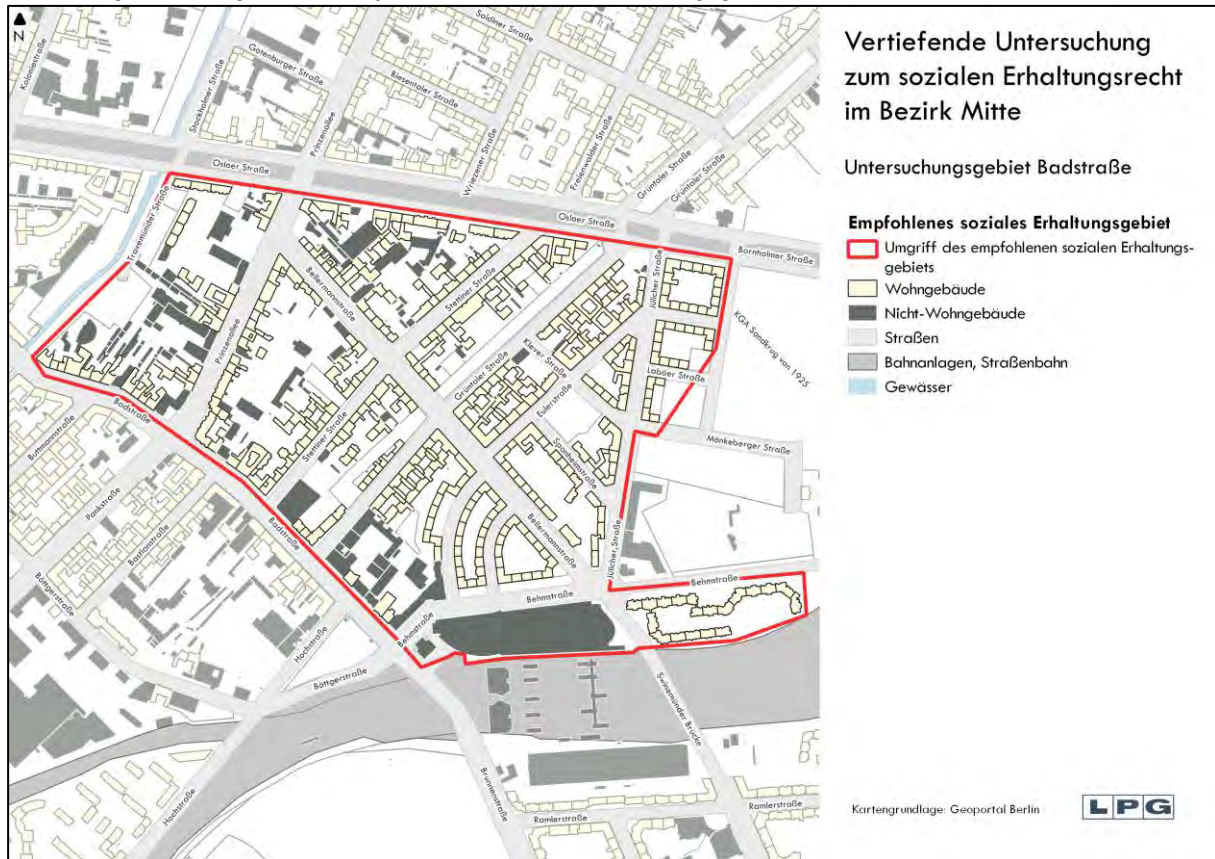 N
Koloniestraße
Gotenburger Straße
Stockholmer Straße
Prinzenallee
Soldiner Straße
Biesentaler Straße
Wriezener Straße
Freienwalder Straße
Grüntaler Straße
Grüntaler Straße
Osloer Straße
Osloer Straße
Bornholmer Straße
Travemünder Straße
Bellermannstraße
Stettiner Straße
Jülicher Straße
Prinzenallee
Grüntaler Straße
Klever Straße
Eulerstraße
Laböer Straße
KGA Sandkrug von 1925
Mönkeberger Straße
Badstraße
Buttmannstraße
Stettiner Straße
Spanheimstraße
Pankstraße
Bastianstraße
Badstraße
Bellermannstraße
Jülicher Straße
Böttgerstraße
Behmstraße
Behmstraße
Behmstraße
Hochstraße
Böttgerstraße
Swinemünder Brücke
Brunnenstraße
Hochstraße
Ramlerstraße
Ramlerstraße
Vertiefende Untersuchung
zum sozialen Erhaltungsrecht
im Bezirk Mitte
Untersuchungsgebiet Badstraße
Empfohlenes soziales Erhaltungsgebiet
Umgriff des empfohlenen sozialen Erhaltungs-
gebiets
Wohngebäude
Nicht-Wohngebäude
Straßen
Bahnanlagen, Straßenbahn
Gewässer
Kartengrundlage: Geoportal Berlin
LPG